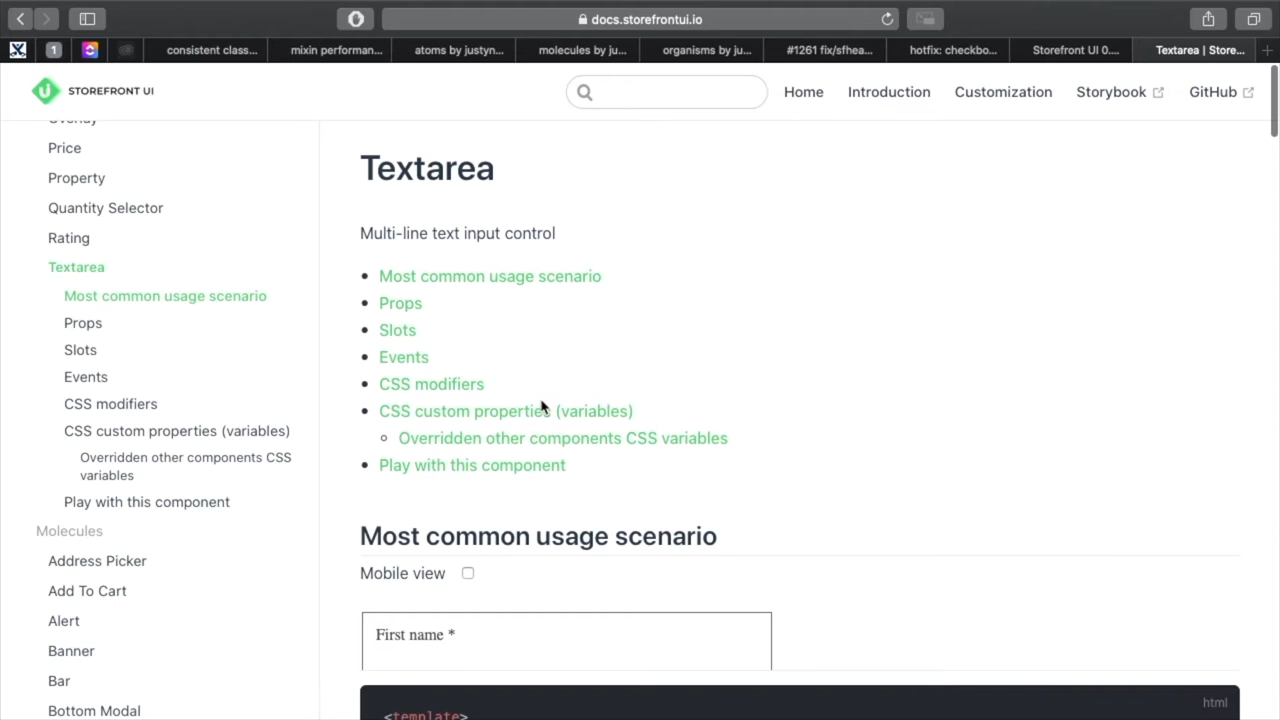 docs.storefrontui.io
1
consistent class...
mixin performan...
atoms by justyn...
molecules by ju...
organisms by ju...
#1261 fix/sfhea...
hotfix: checkbo...
Storefront UI 0....
Textarea | Store...
STOREFRONT UI
Home
Introduction
Customization
Storybook
GitHub
Overlay
Price
Property
Quantity Selector
Rating
Textarea
Most common usage scenario
Props
Slots
Events
CSS modifiers
CSS custom properties (variables)
Overridden other components CSS
variables
Play with this component
Molecules
Address Picker
Add To Cart
Alert
Banner
Bar
Bottom Modal
Textarea
Multi-line text input control
Most common usage scenario
Props
Slots
Events
CSS modifiers
CSS custom properties (variables)
Overridden other components CSS variables
Play with this component
Most common usage scenario
Mobile view
First name *
html
<template>